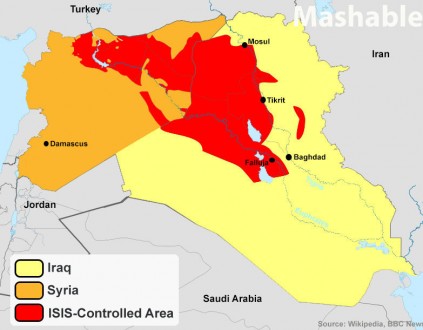 Mashable
Turkey
Iran
Mosul
Tikrit
Damascus
Baghdad
Jordan
Iraq
Syria
ISIS-Controlled Area
Saudi Arabia
Source: Wikipedia, BBC News